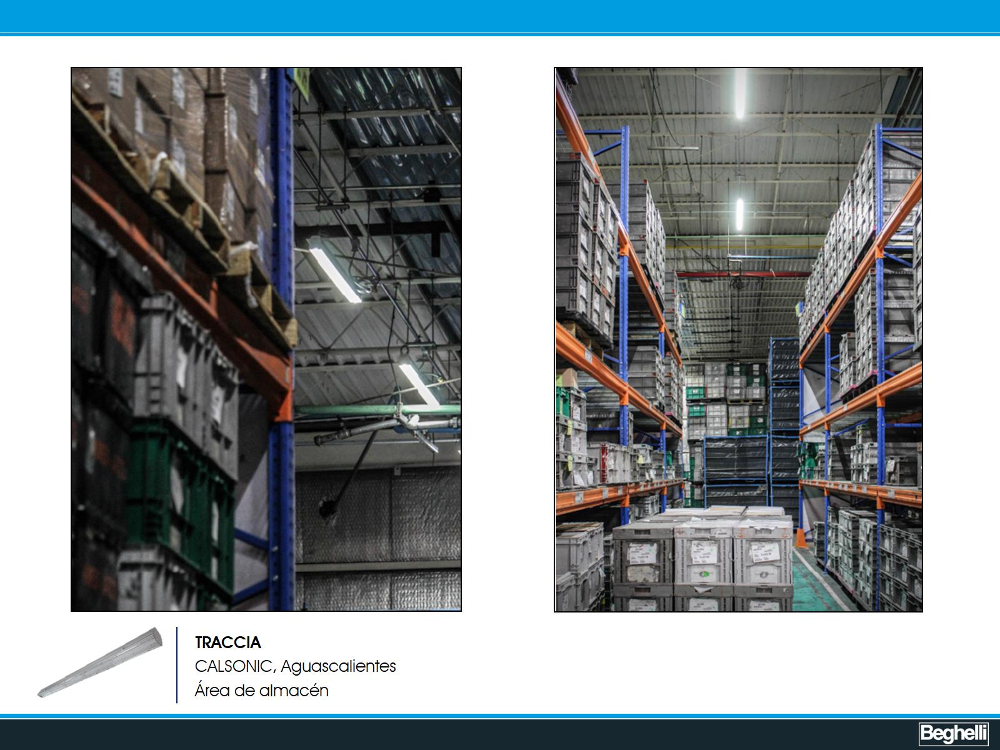 TRACCIA
CALSONIC, Aguascalientes
Área de almacén
Beghelli